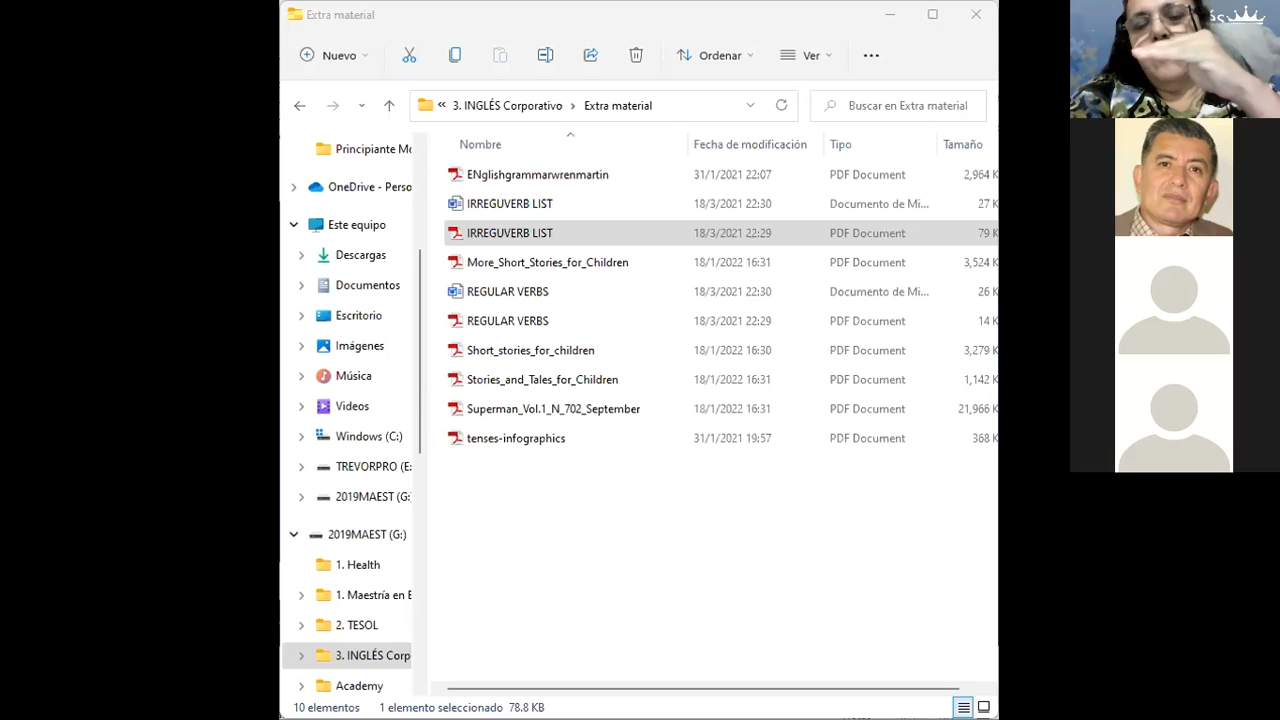 Extra material
Nuevo
Ordenar
Ver
« 3. INGLÉS Corporativo > Extra material
Buscar en Extra material
Nombre Fecha de modificación Tipo Tamaño
ENglishgrammarwrenmartin 31/1/2021 22:07 PDF Document 2,964 K
IRREGUVERB LIST 18/3/2021 22:30 Documento de Mi... 27 K
IRREGUVERB LIST 18/3/2021 22:29 PDF Document 79 K
More_Short_Stories_for_Children 18/1/2022 16:31 PDF Document 3,524 K
REGULAR VERBS 18/3/2021 22:30 Documento de Mi... 26 K
REGULAR VERBS 18/3/2021 22:29 PDF Document 14 K
Short_stories_for_children 18/1/2022 16:30 PDF Document 3,279 K
Stories_and_Tales_for_Children 18/1/2022 16:31 PDF Document 1,142 K
Superman_Vol.1_N_702_September 18/1/2022 16:31 PDF Document 21,966 K
tenses-infographics 31/1/2021 19:57 PDF Document 368 K
Principiante Mo
OneDrive - Perso
Este equipo
Descargas
Documentos
Escritorio
Imágenes
Música
Videos
Windows (C:)
TREVORPRO (E:
2019MAEST (G:
2019MAEST (G:)
1. Health
1. Maestría en E
2. TESOL
3. INGLÉS Corp
Academy
10 elementos 1 elemento seleccionado 78.8 KB